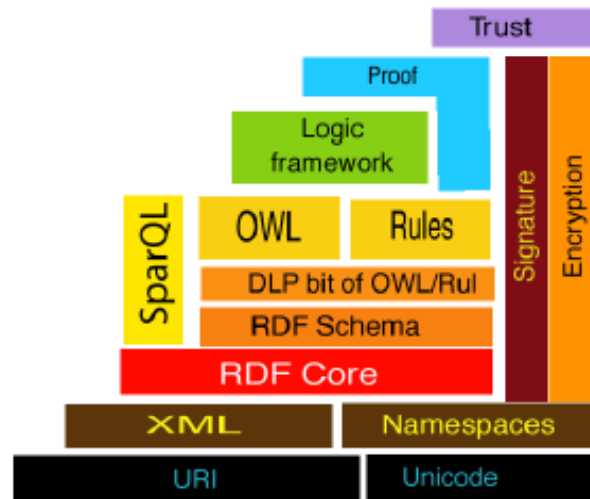 Trust
Proof
Logic
framework
SparQL
OWL
Rules
Signature
Encryption
DLP bit of OWL/Rul
RDF Schema
RDF Core
XML
Namespaces
URI
Unicode